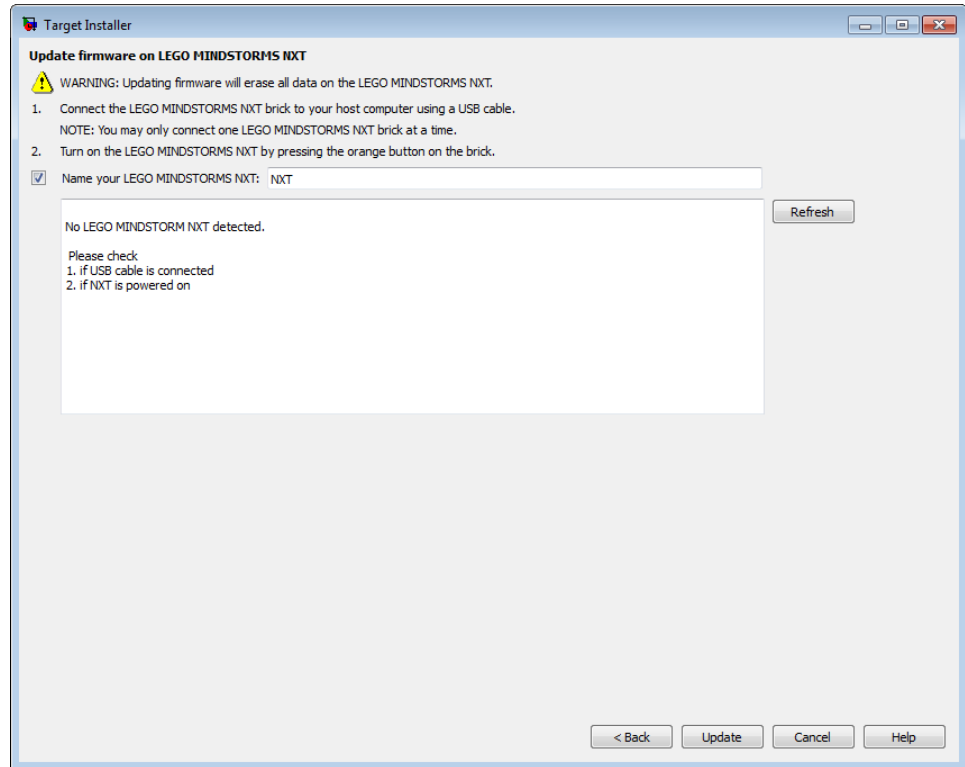 Target Installer
Update firmware on LEGO MINDSTORMS NXT
WARNING: Updating firmware will erase all data on the LEGO MINDSTORMS NXT.
1. Connect the LEGO MINDSTORMS NXT brick to your host computer using a USB cable.
NOTE: You may only connect one LEGO MINDSTORMS NXT brick at a time.
2. Turn on the LEGO MINDSTORMS NXT by pressing the orange button on the brick.
Name your LEGO MINDSTORMS NXT: NXT
Refresh
No LEGO MINDSTORM NXT detected.
Please check
1. if USB cable is connected
2. if NXT is powered on
< Back Update Cancel Help